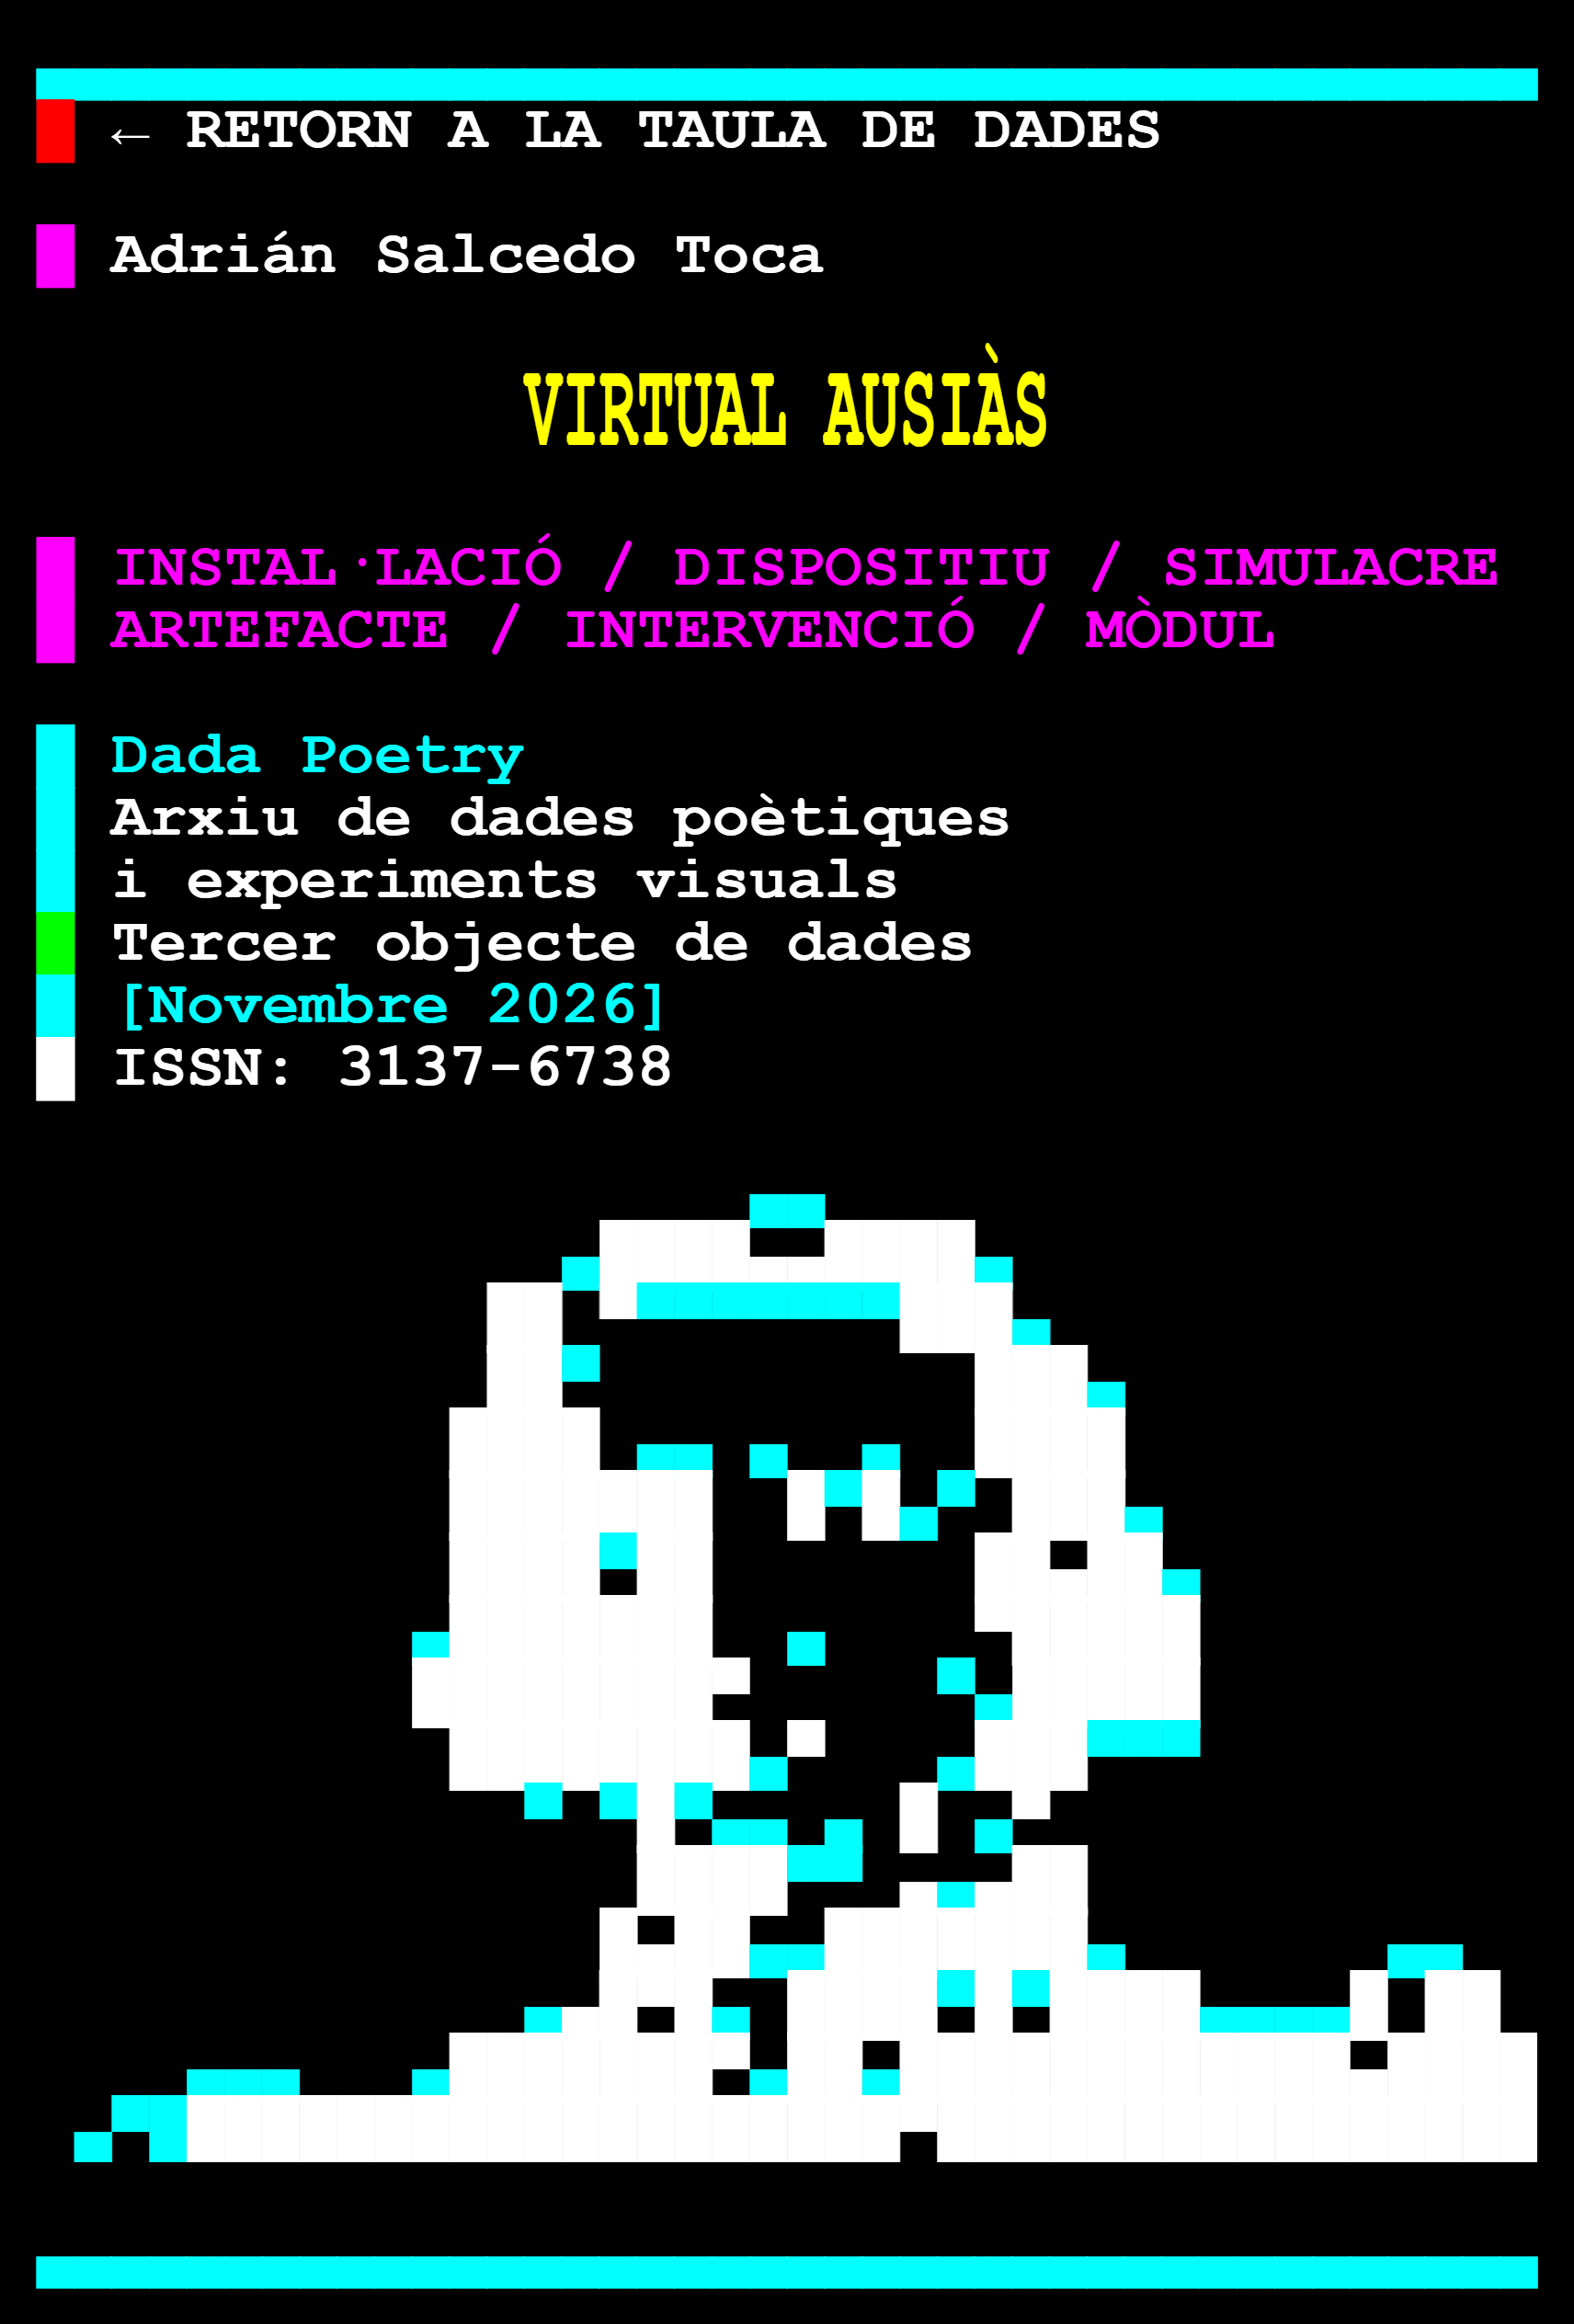 ← RETORN A LA TAULA DE DADES
Adrián Salcedo Toca
VIRTUAL AUSIÀS
INSTAL·LACIÓ / DISPOSITIU / SIMULACRE
ARTEFACTE / INTERVENCIÓ / MÒDUL
Dada Poetry
Arxiu de dades poètiques
i experiments visuals
Tercer objecte de dades
[Novembre 2026]
ISSN: 3137-6738